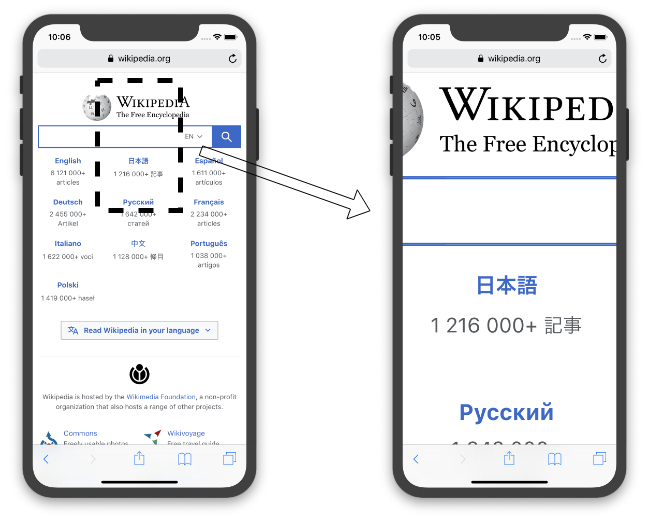 10:06
wikipedia.org
WIKIPEDIA
The Free Encyclopedia
EN
English
6 121 000+
articles
日本語
1 216 000+ 記事
Español
1 611 000+
artículos
Deutsch
2 455 000+
Artikel
Русский
1 642 000+
статей
Français
2 234 000+
articles
Italiano
1 622 000+ voci
中文
1 128 000+ 條目
Português
1 038 000+
artigos
Polski
1 419 000+ haseł
Read Wikipedia in your language
Wikipedia is hosted by the Wikimedia Foundation, a non-profit
organization that also hosts a range of other projects.
Commons
Freely usable photos
Wikivoyage
Free travel guide
10:05
wikipedia.org
WIKIPED
The Free Encyclop
日本語
1 216 000+ 記事
Русский